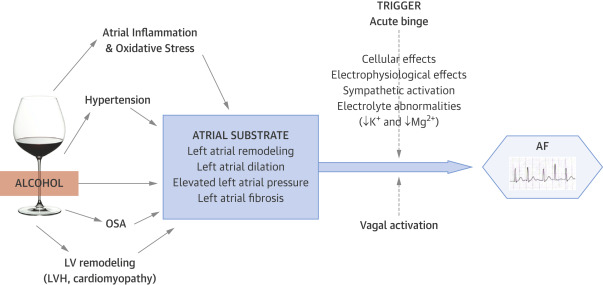 TRIGGER
Acute binge
Atrial Inflammation
& Oxidative Stress
Cellular effects
Electrophysiological effects
Sympathetic activation
Electrolyte abnormalities
(↓K⁺ and ↓Mg²⁺)
Hypertension
ATRIAL SUBSTRATE
Left atrial remodeling
Left atrial dilation
Elevated left atrial pressure
Left atrial fibrosis
AF
ALCOHOL
OSA
Vagal activation
LV remodeling
(LVH, cardiomyopathy)